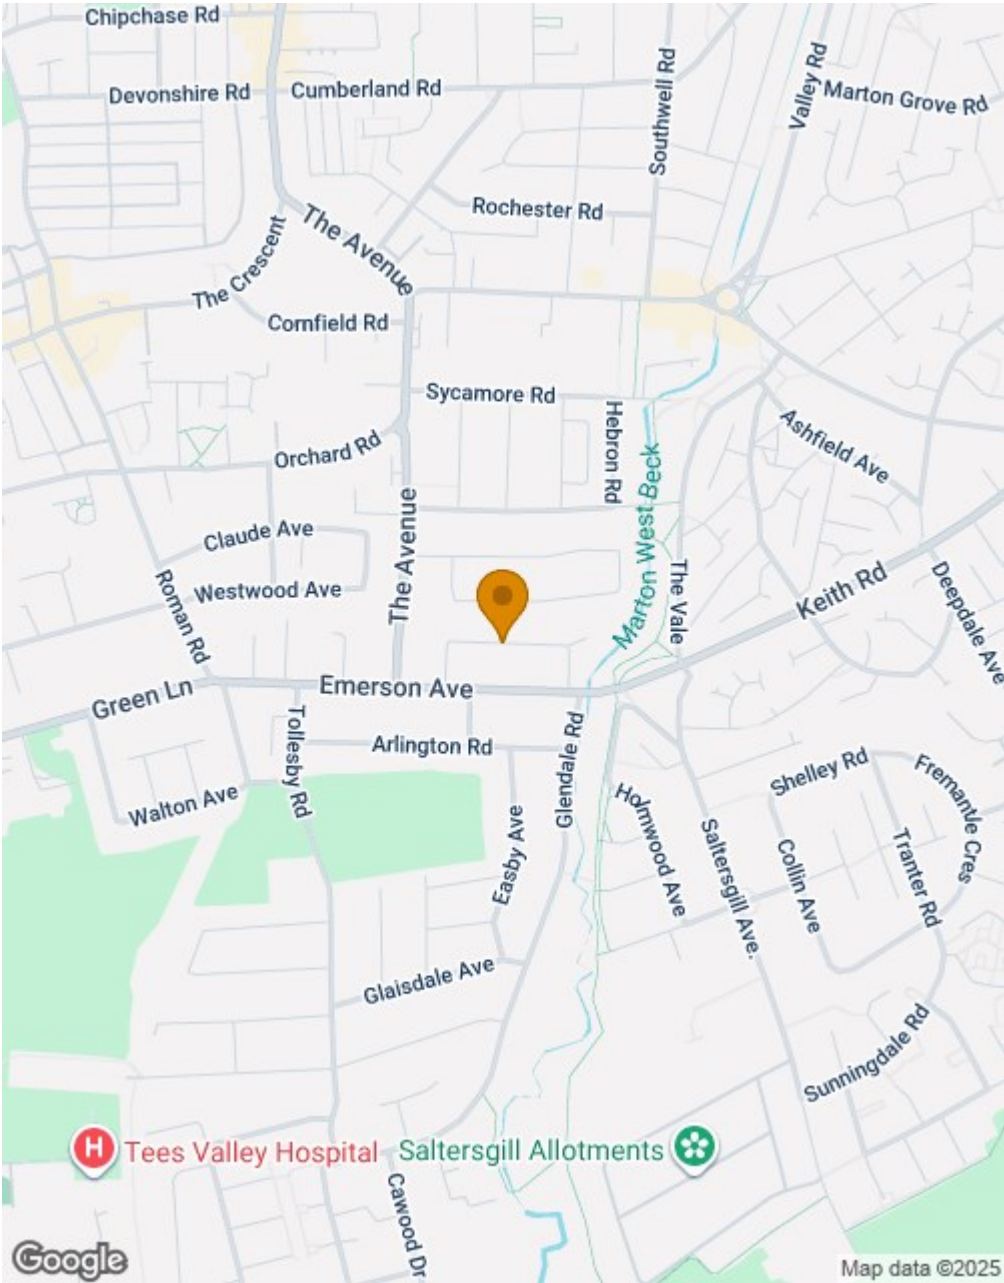 Chipchase Rd
Devonshire Rd
Cumberland Rd
Southwell Rd
Valley Rd
Marton Grove Rd
Rochester Rd
The Avenue
The Crescent
Cornfield Rd
Sycamore Rd
Hebron Rd
Ashfield Ave
Orchard Rd
Marton West Beck
The Avenue
Claude Ave
Westwood Ave
Roman Rd
The Vale
Keith Rd
Deepdale Ave
Green Ln
Emerson Ave
Tollesby Rd
Arlington Rd
Glendale Rd
Walton Ave
Holmwood Ave
Shelley Rd
Fremantle Cres
Easby Ave
Saltersgill Ave.
Collin Ave
Tranter Rd
Glaisdale Ave
Sunningdale Rd
H
Tees Valley Hospital
Saltersgill Allotments
Cawood Dr
Google
Map data ©2025